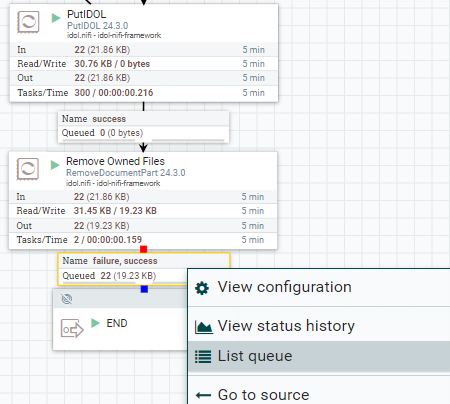 PutIDOL
PutIDOL 24.3.0
idol.nifi - idol-nifi-framework
In 22 (21.86 KB) 5 min
Read/Write 30.76 KB / 0 bytes 5 min
Out 22 (21.86 KB) 5 min
Tasks/Time 300 / 00:00:00.216 5 min
Name success
Queued 0 (0 bytes)
Remove Owned Files
RemoveDocumentPart 24.3.0
idol.nifi - idol-nifi-framework
In 22 (21.86 KB) 5 min
Read/Write 31.45 KB / 19.23 KB 5 min
Out 22 (19.23 KB) 5 min
Tasks/Time 2 / 00:00:00.159 5 min
Name failure, success
Queued 22 (19.23 KB)
END
View configuration
View status history
List queue
Go to source